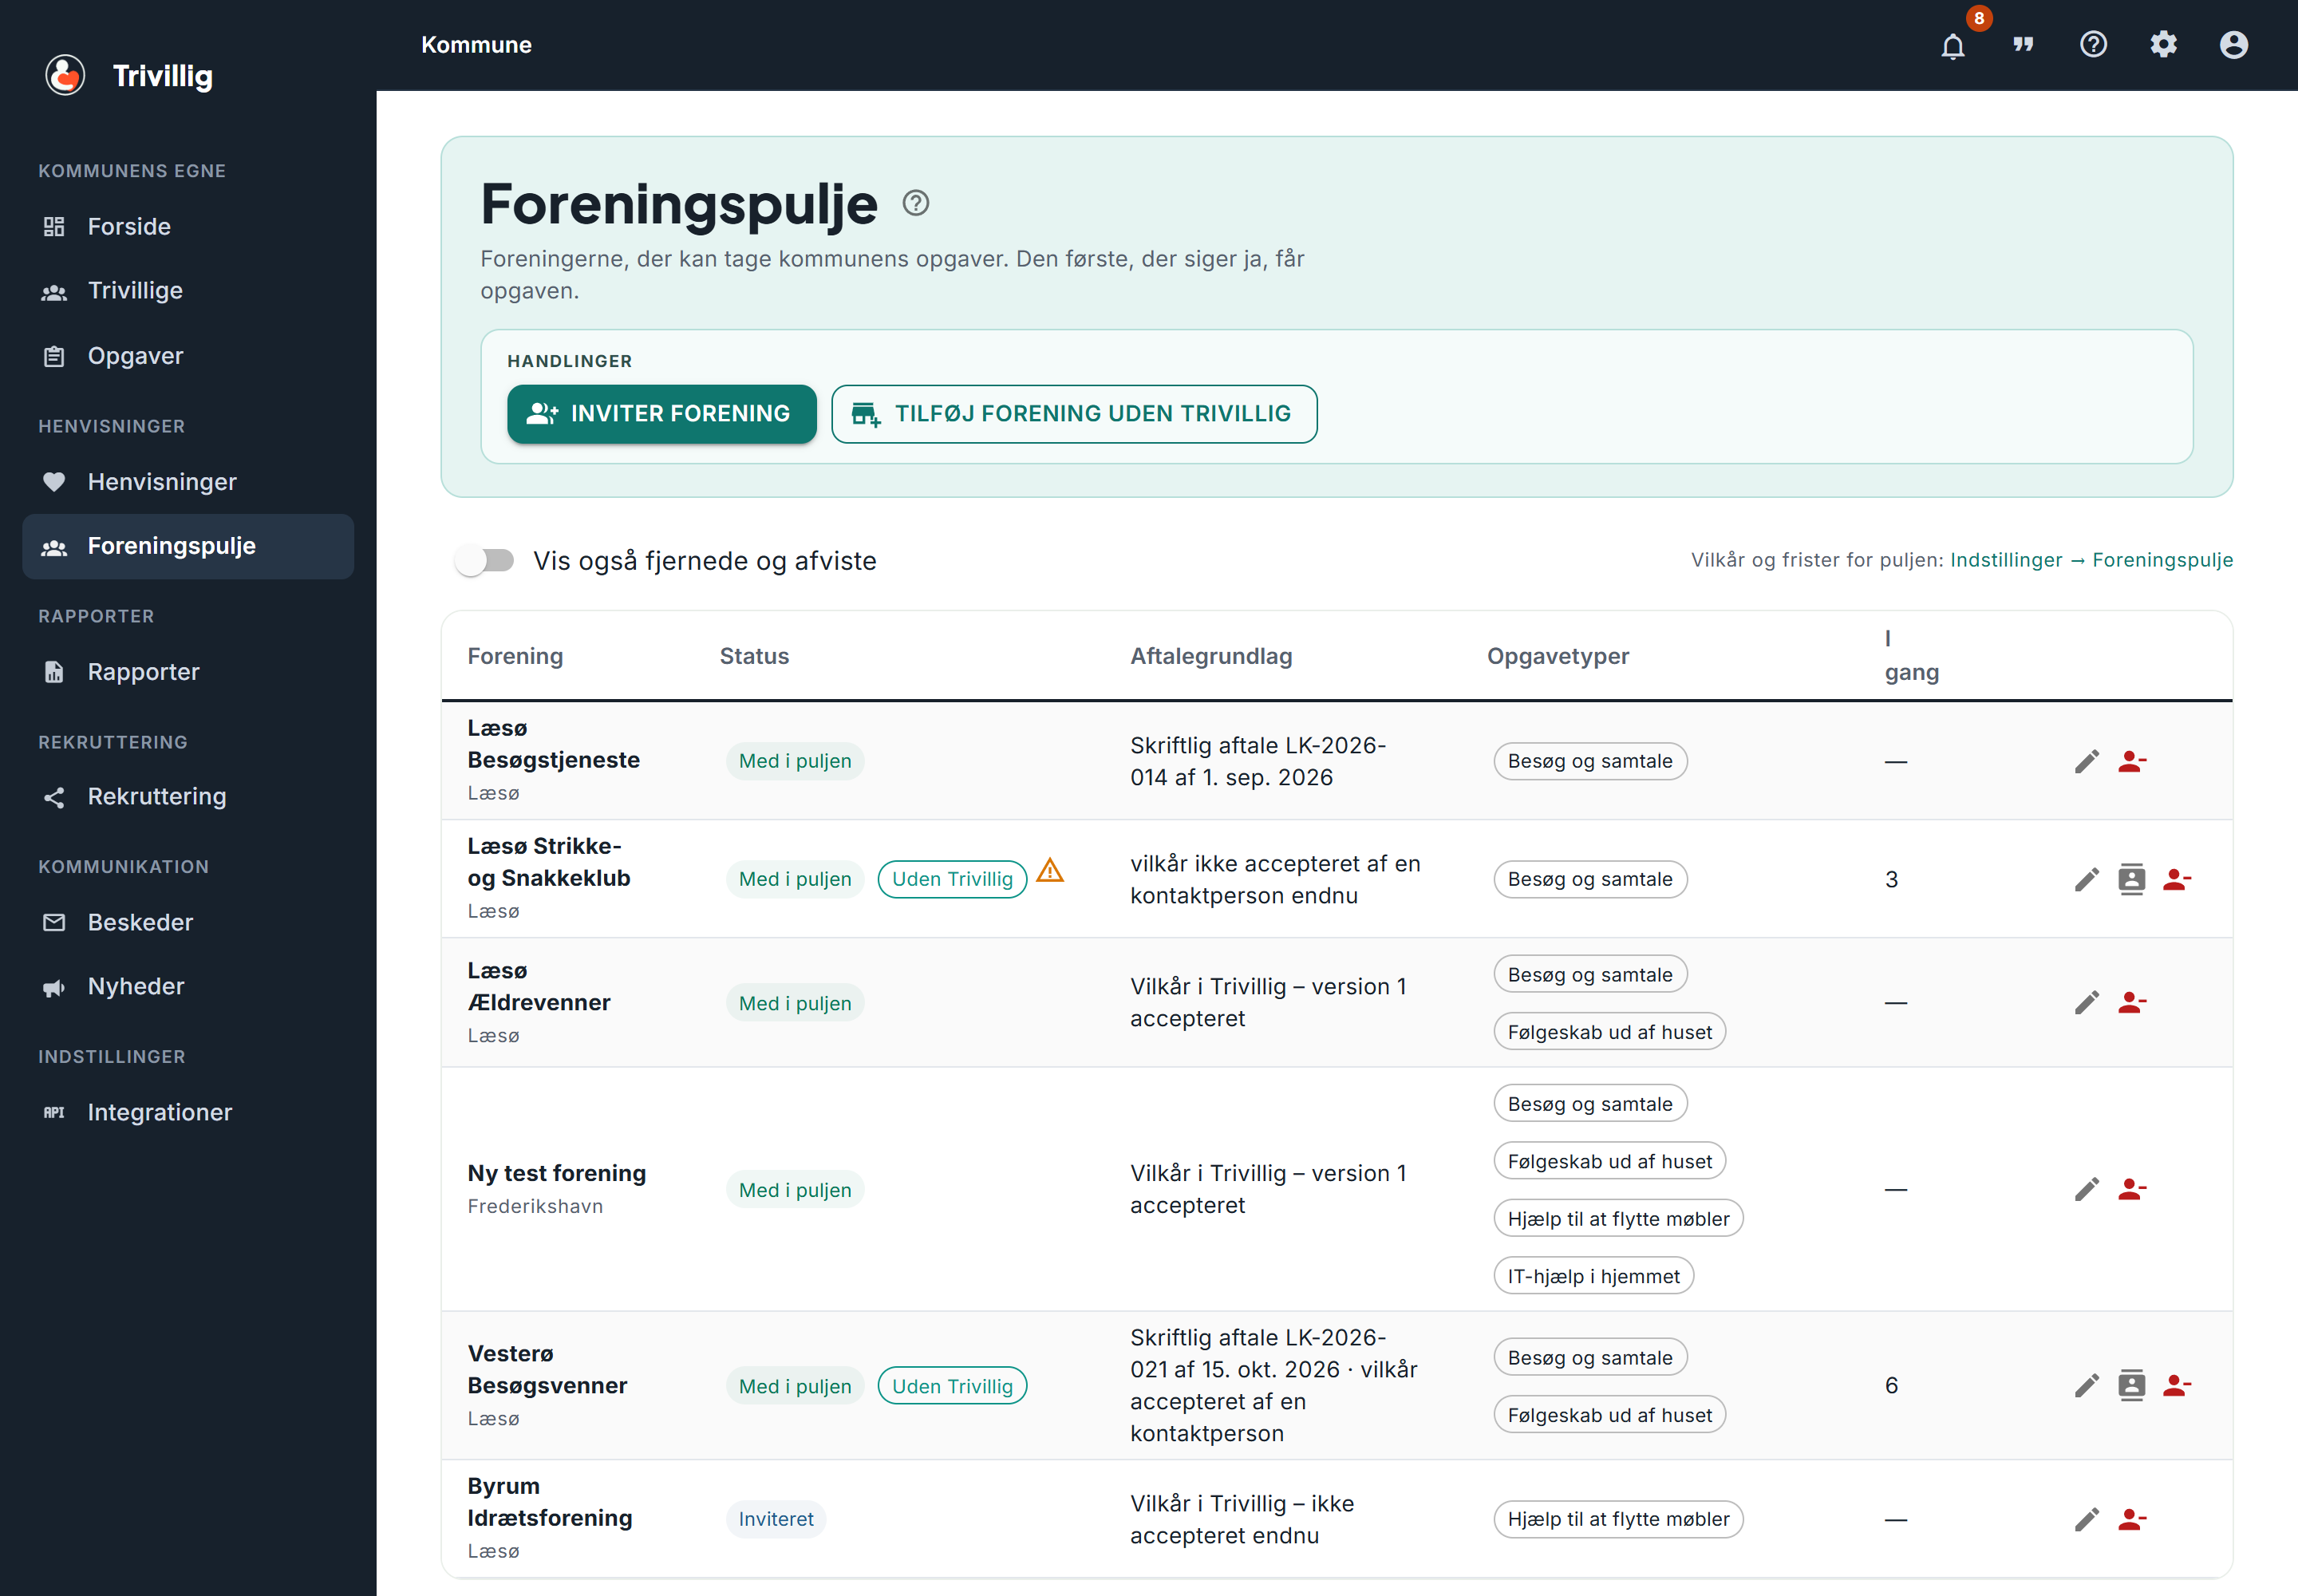 Trivillig
KOMMUNENS EGNE
Forside
Trivillige
Opgaver
HENVISNINGER
Henvisninger
Foreningspulje
RAPPORTER
Rapporter
REKRUTTERING
Rekruttering
KOMMUNIKATION
Beskeder
Nyheder
INDSTILLINGER
API Integrationer
Kommune
8
Foreningspulje
Foreningerne, der kan tage kommunens opgaver. Den første, der siger ja, får
opgaven.
HANDLINGER
INVITER FORENING TILFØJ FORENING UDEN TRIVILLIG
Vis også fjernede og afviste
Vilkår og frister for puljen: Indstillinger → Foreningspulje
Forening Status Aftalegrundlag Opgavetyper I
gang
Læsø
Besøgstjeneste
Læsø
Med i puljen
Skriftlig aftale LK-2026-
014 af 1. sep. 2026
Besøg og samtale
—
Læsø Strikke-
og Snakkeklub
Læsø
Med i puljen Uden Trivillig
vilkår ikke accepteret af en
kontaktperson endnu
Besøg og samtale
3
Læsø
Ældrevenner
Læsø
Med i puljen
Vilkår i Trivillig – version 1
accepteret
Besøg og samtale
Følgeskab ud af huset
—
Ny test forening
Frederikshavn
Med i puljen
Vilkår i Trivillig – version 1
accepteret
Besøg og samtale
Følgeskab ud af huset
Hjælp til at flytte møbler
IT-hjælp i hjemmet
—
Vesterø
Besøgsvenner
Læsø
Med i puljen Uden Trivillig
Skriftlig aftale LK-2026-
021 af 15. okt. 2026 · vilkår
accepteret af en
kontaktperson
Besøg og samtale
Følgeskab ud af huset
6
Byrum
Idrætsforening
Læsø
Inviteret
Vilkår i Trivillig – ikke
accepteret endnu
Hjælp til at flytte møbler
—